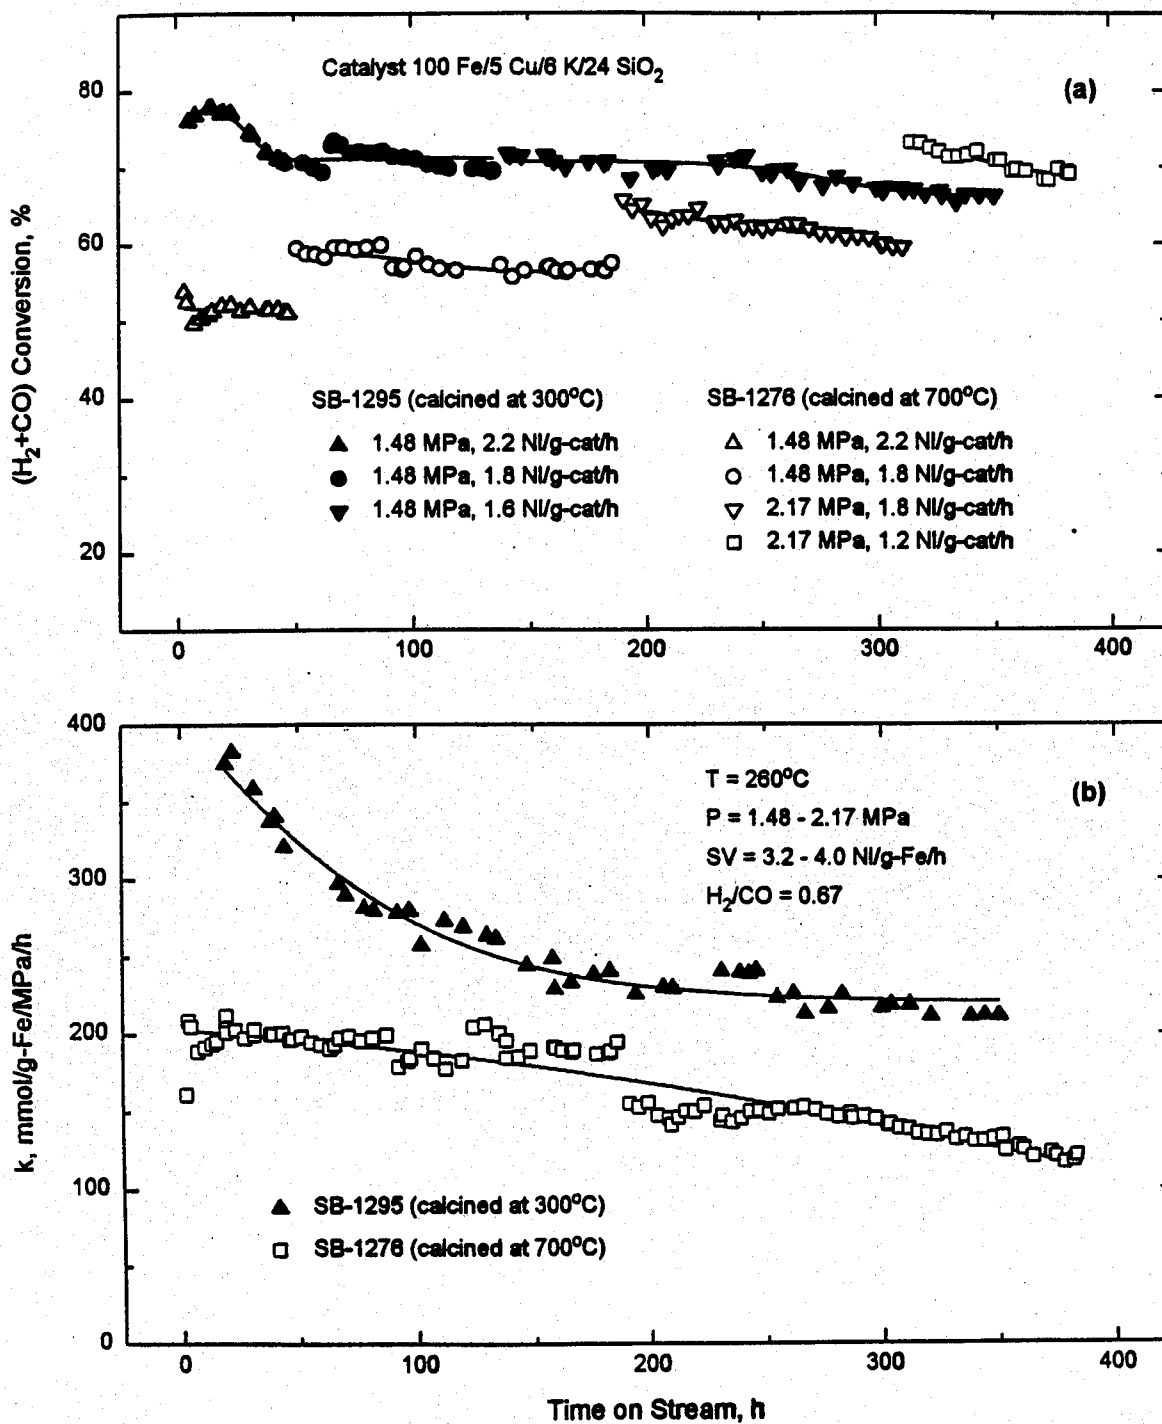 Catalyst 100 Fe/5 Cu/6 K/24 SiO₂
(a)
80
60
40
20
(H₂+CO) Conversion, %
SB-1295 (calcined at 300°C)
▲ 1.48 MPa, 2.2 Nl/g-cat/h
● 1.48 MPa, 1.8 Nl/g-cat/h
▼ 1.48 MPa, 1.6 Nl/g-cat/h
SB-1276 (calcined at 700°C)
△ 1.48 MPa, 2.2 Nl/g-cat/h
○ 1.48 MPa, 1.8 Nl/g-cat/h
▽ 2.17 MPa, 1.8 Nl/g-cat/h
□ 2.17 MPa, 1.2 Nl/g-cat/h
0 100 200 300 400
400
300
200
100
0
k, mmol/g-Fe/MPa/h
T = 260°C
P = 1.48 - 2.17 MPa
SV = 3.2 - 4.0 Nl/g-Fe/h
H₂/CO = 0.67
(b)
▲ SB-1295 (calcined at 300°C)
□ SB-1276 (calcined at 700°C)
0 100 200 300 400
Time on Stream, h